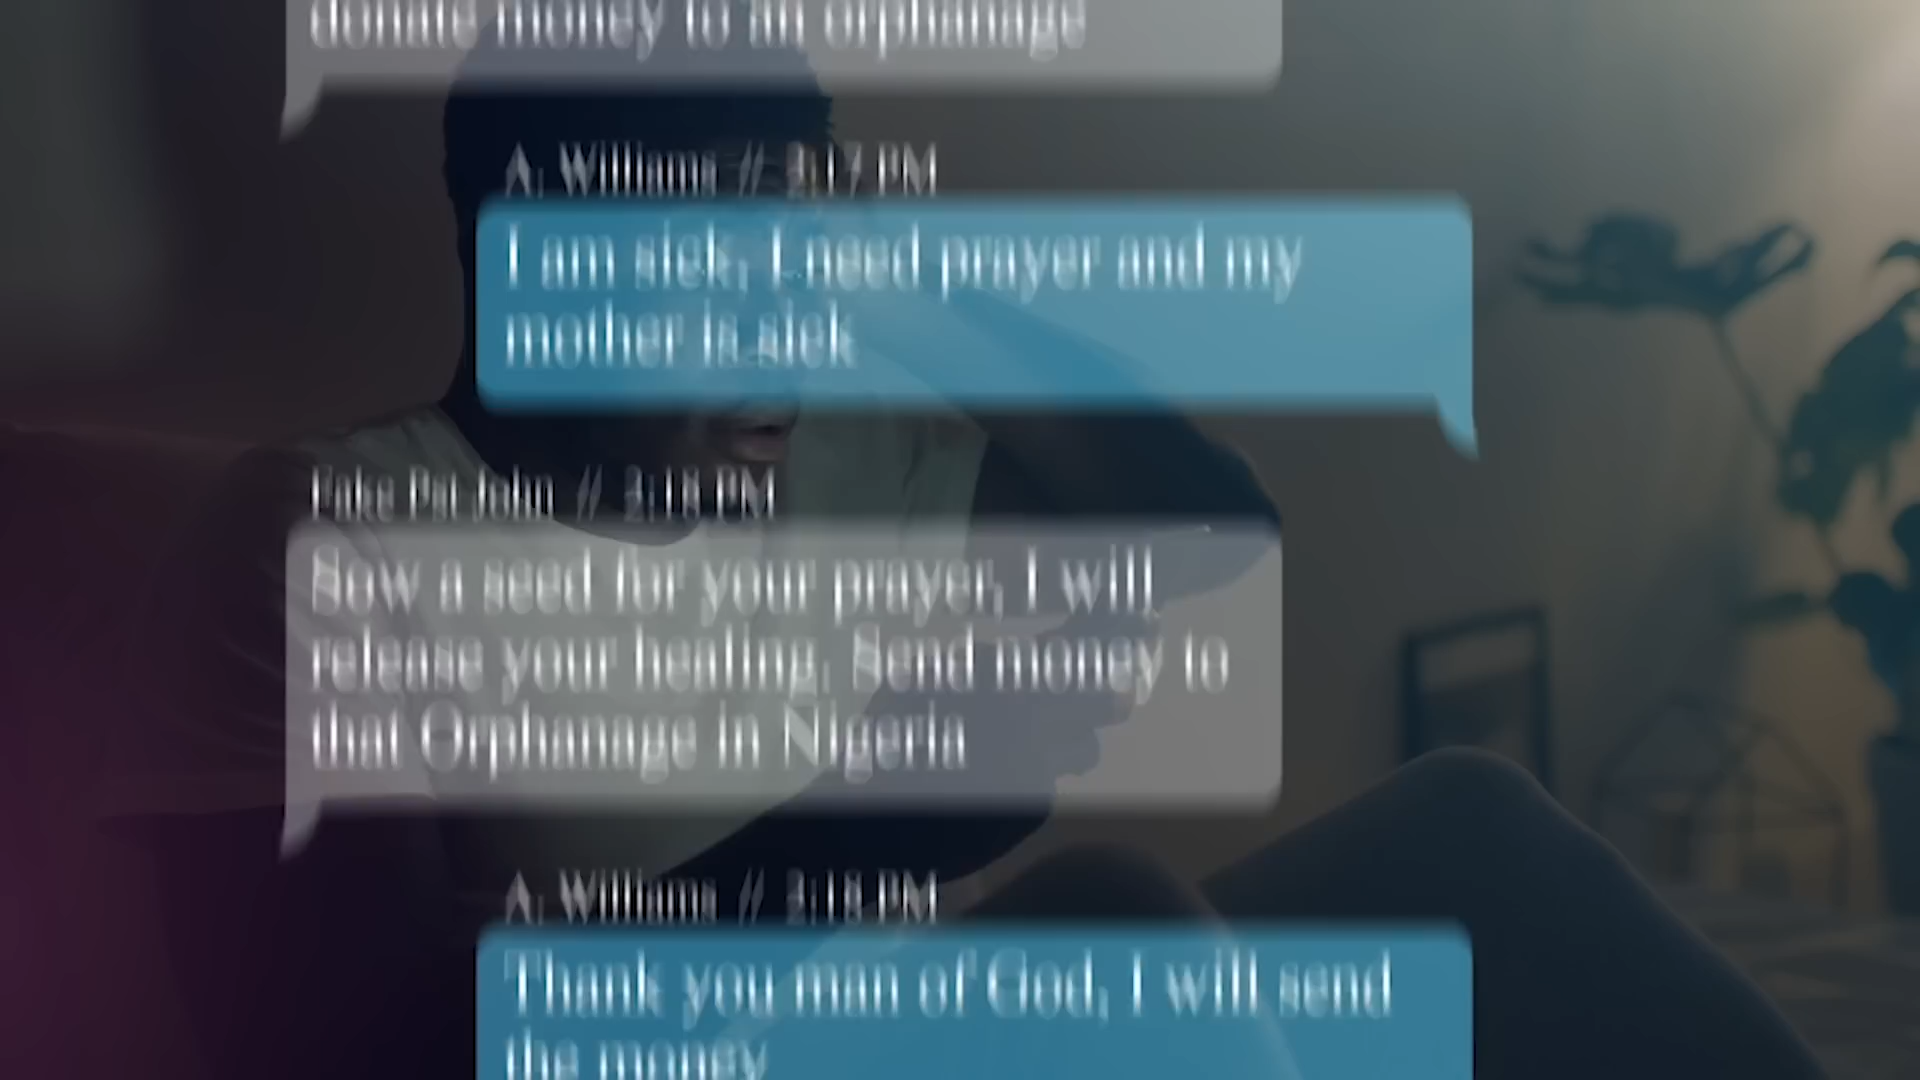 donate money to an orphanage
A. Williams // 2:17 PM
I am sick, I need prayer and my
mother is sick
Fake Pst John // 2:18 PM
Sow a seed for your prayer, I will
release your healing. Send money to
that Orphanage in Nigeria
A. Williams // 2:18 PM
Thank you man of God, I will send
the money